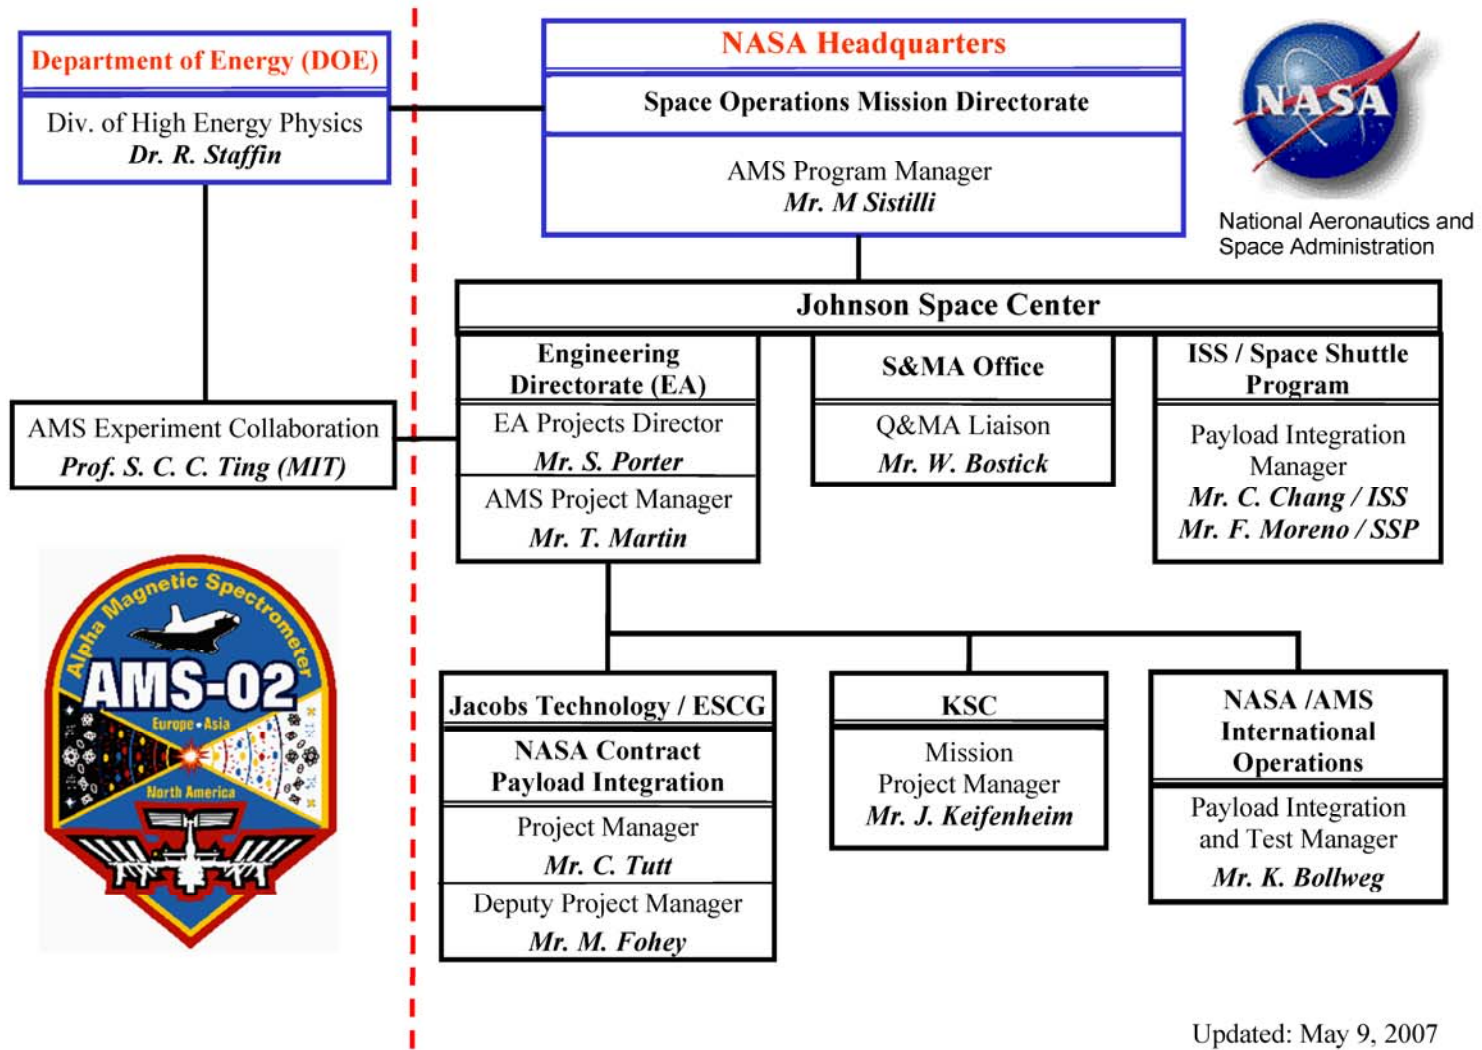 Department of Energy (DOE)
Div. of High Energy Physics
Dr. R. Staffin
NASA Headquarters
Space Operations Mission Directorate
AMS Program Manager
Mr. M Sistilli
NASA
National Aeronautics and
Space Administration
Johnson Space Center
Engineering
Directorate (EA)
EA Projects Director
Mr. S. Porter
AMS Project Manager
Mr. T. Martin
S&MA Office
Q&MA Liaison
Mr. W. Bostick
ISS / Space Shuttle
Program
Payload Integration
Manager
Mr. C. Chang / ISS
Mr. F. Moreno / SSP
AMS Experiment Collaboration
Prof. S. C. C. Ting (MIT)
Alpha Magnetic Spectrometer
AMS-02
Europe • Asia
North America
Jacobs Technology / ESCG
NASA Contract
Payload Integration
Project Manager
Mr. C. Tutt
Deputy Project Manager
Mr. M. Fohey
KSC
Mission
Project Manager
Mr. J. Keifenheim
NASA /AMS
International
Operations
Payload Integration
and Test Manager
Mr. K. Bollweg
Updated: May 9, 2007